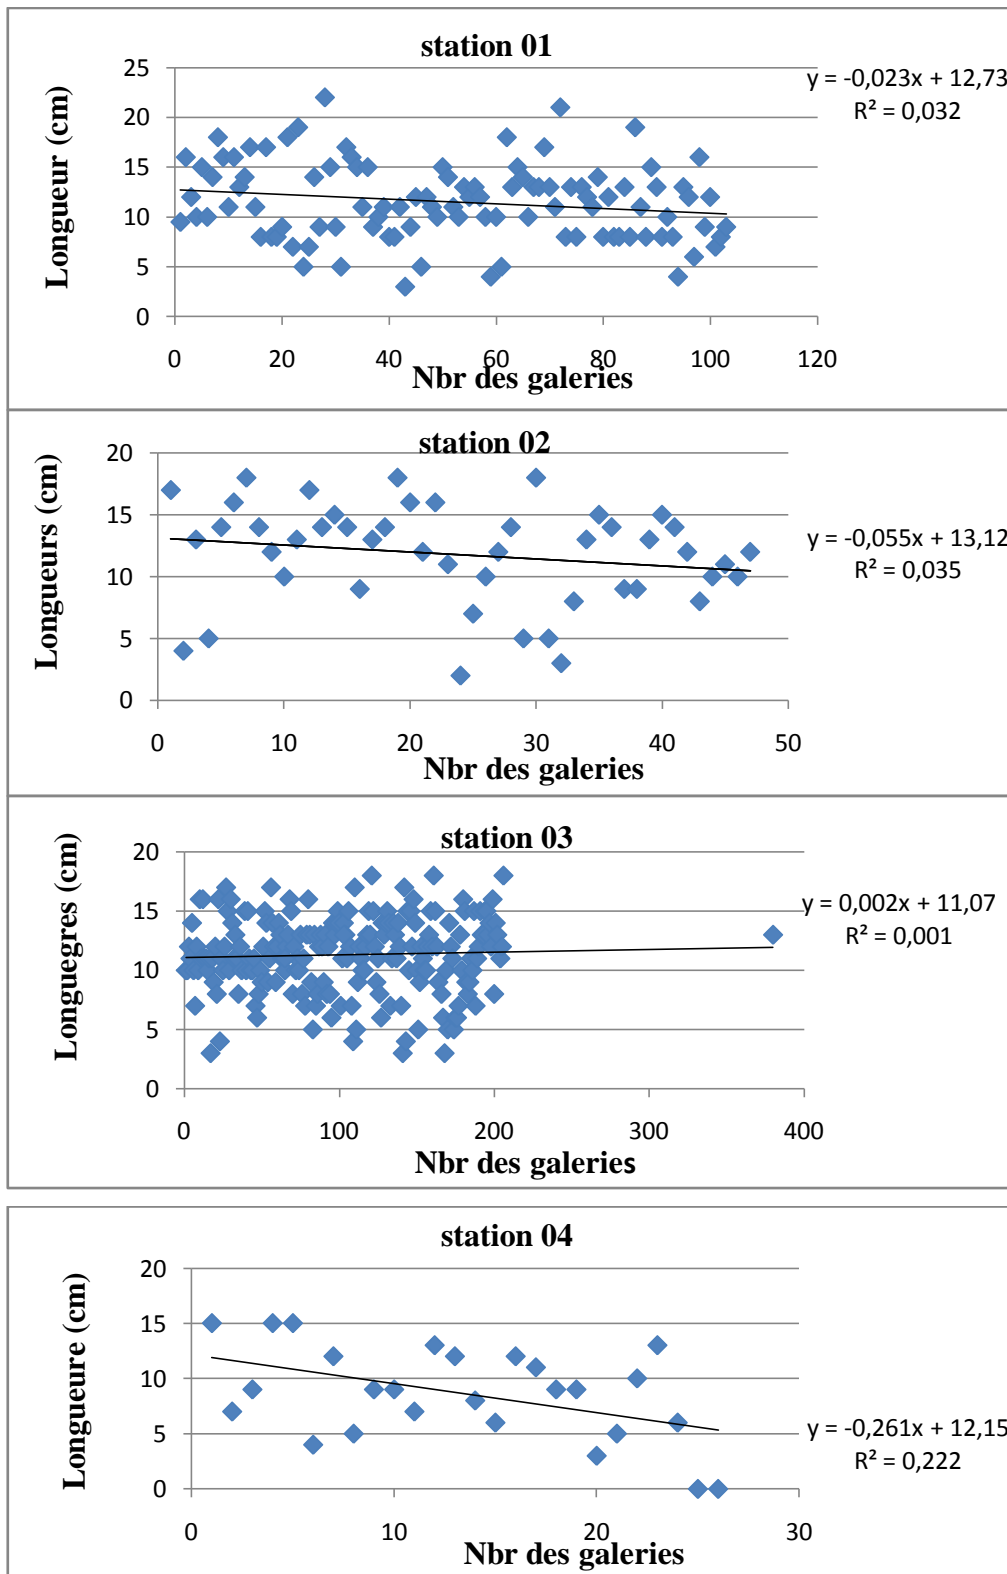 station 01
Longueur (cm)
25
20
15
10
5
0
0 20 40 60 80 100 120
Nbr des galeries
y = -0,023x + 12,73
R² = 0,032
station 02
Longueurs (cm)
20
15
10
5
0
0 10 20 30 40 50
Nbr des galeries
y = -0,055x + 13,12
R² = 0,035
station 03
Longuegres (cm)
20
15
10
5
0
0 100 200 300 400
Nbr des galeries
y = 0,002x + 11,07
R² = 0,001
station 04
Longueure (cm)
20
15
10
5
0
0 10 20 30
Nbr des galeries
y = -0,261x + 12,15
R² = 0,222